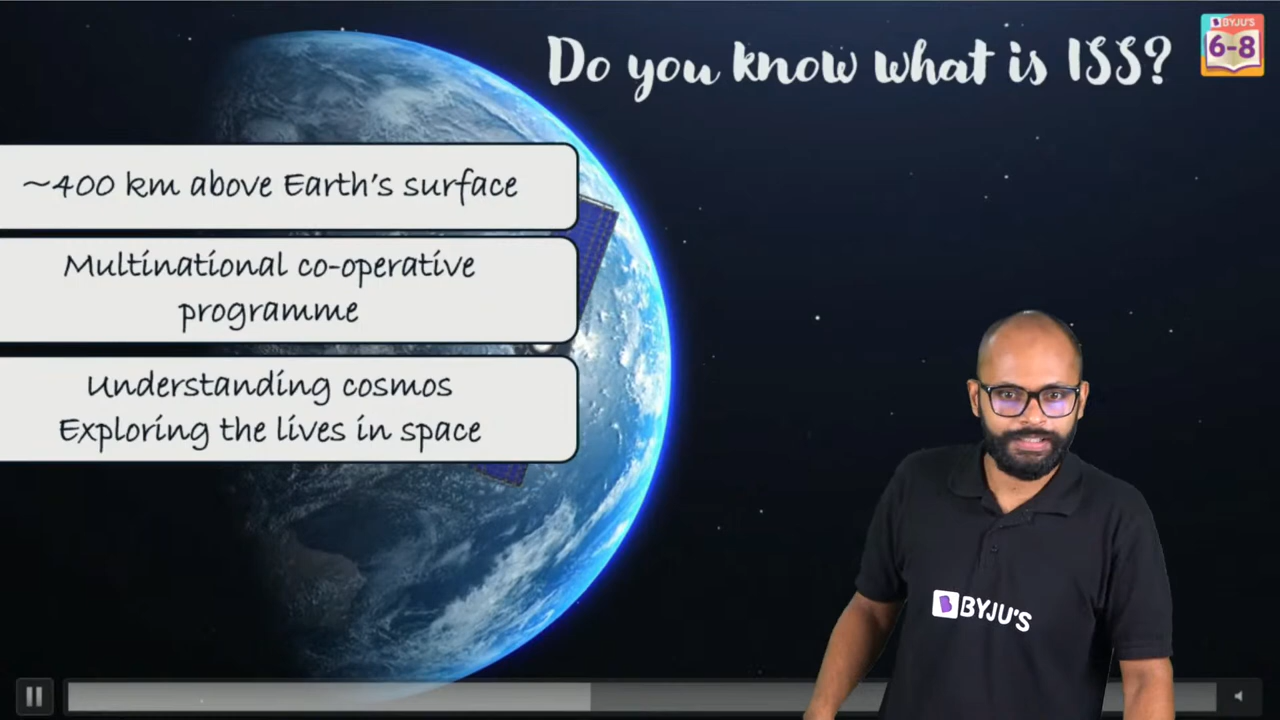 Do you know what is ISS?
BYJU'S
6-8
~400 km above Earth's surface
Multinational co-operative
programme
Understanding cosmos
Exploring the lives in space
BYJU'S